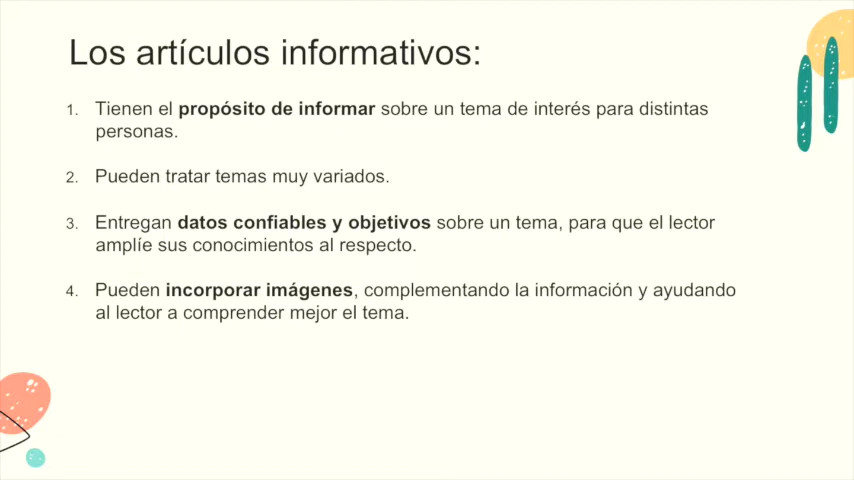 Los artículos informativos:
1. Tienen el propósito de informar sobre un tema de interés para distintas
personas.
2. Pueden tratar temas muy variados.
3. Entregan datos confiables y objetivos sobre un tema, para que el lector
amplíe sus conocimientos al respecto.
4. Pueden incorporar imágenes, complementando la información y ayudando
al lector a comprender mejor el tema.